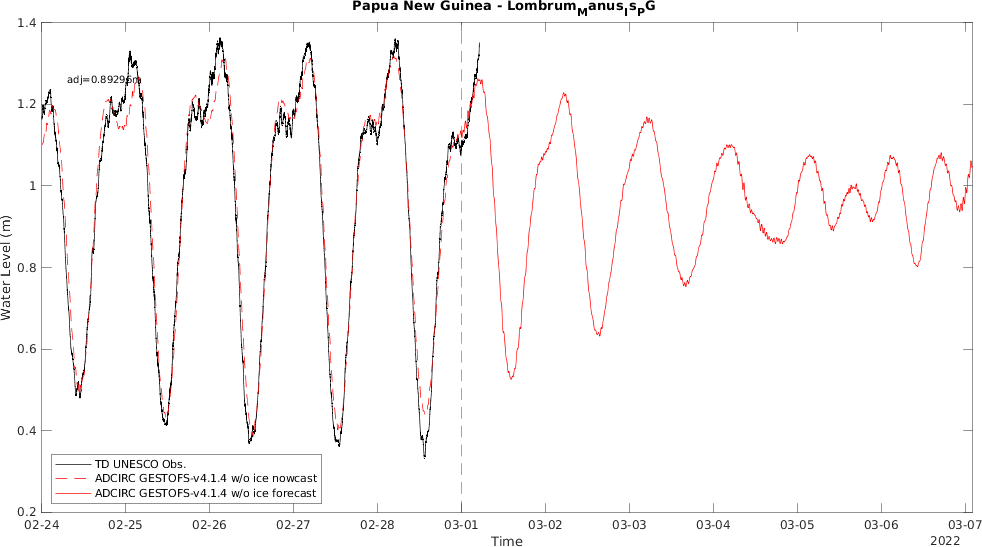 Papua New Guinea - LombrumManusIsPG
adj=0.89296m
Water Level (m)
1.4
1.2
1
0.8
0.6
0.4
0.2
TD UNESCO Obs.
ADCIRC GESTOFS-v4.1.4 w/o ice nowcast
ADCIRC GESTOFS-v4.1.4 w/o ice forecast
02-24 02-25 02-26 02-27 02-28 03-01 03-02 03-03 03-04 03-05 03-06 03-07
Time
2022